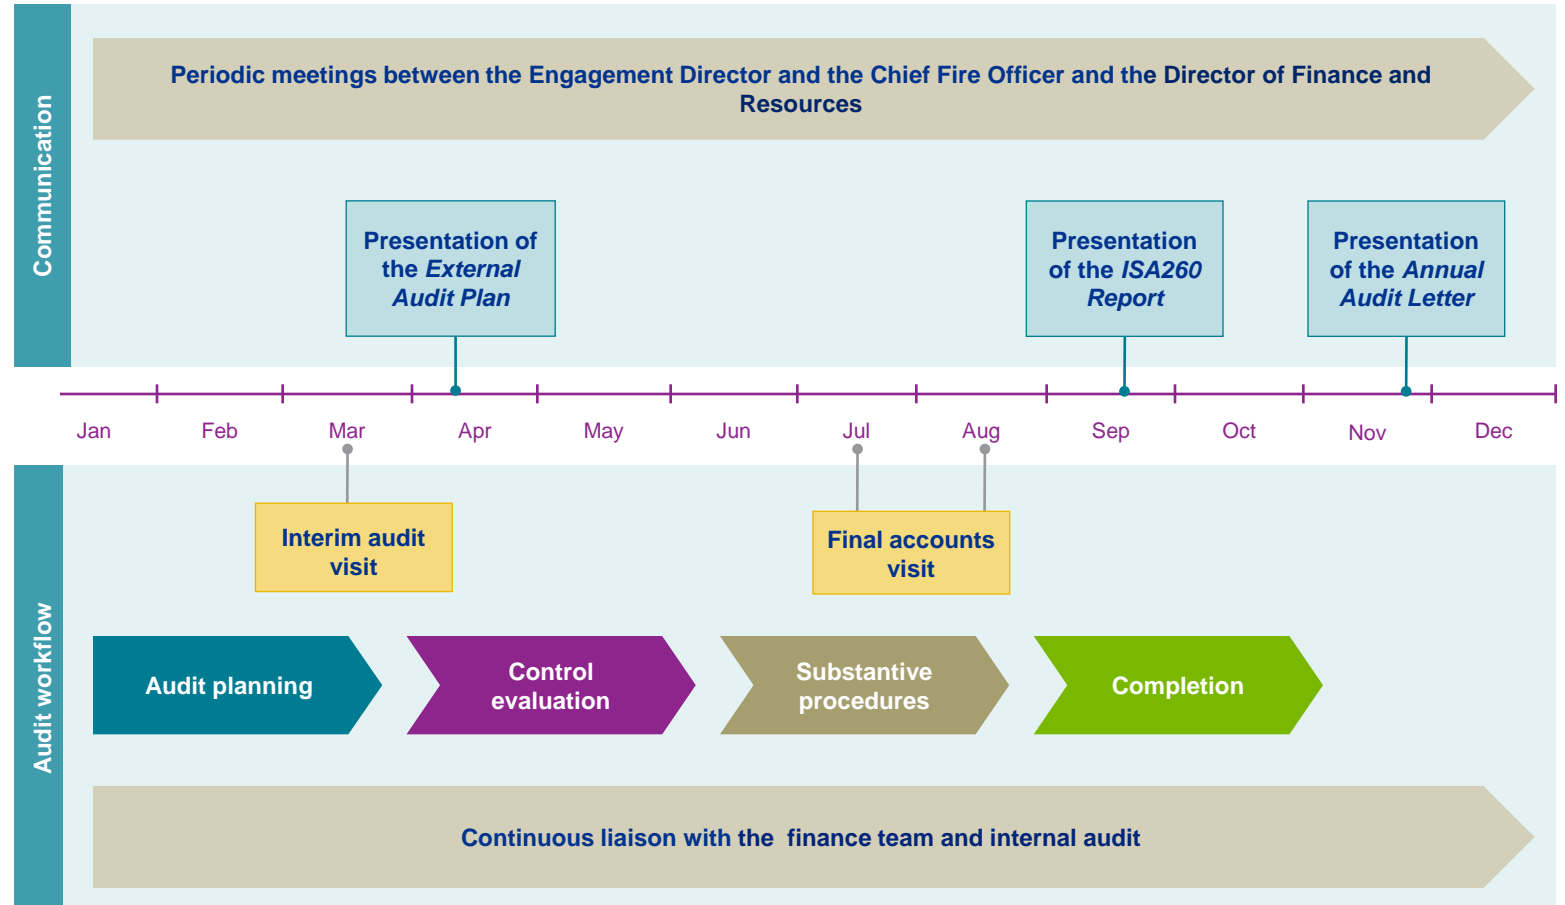 Communication
Periodic meetings between the Engagement Director and the Chief Fire Officer and the Director of Finance and
Resources
Presentation of
the External
Audit Plan
Presentation
of the ISA260
Report
Presentation
of the Annual
Audit Letter
Jan Feb Mar Apr May Jun Jul Aug Sep Oct Nov Dec
Audit workflow
Interim audit
visit
Final accounts
visit
Audit planning
Control
evaluation
Substantive
procedures
Completion
Continuous liaison with the finance team and internal audit